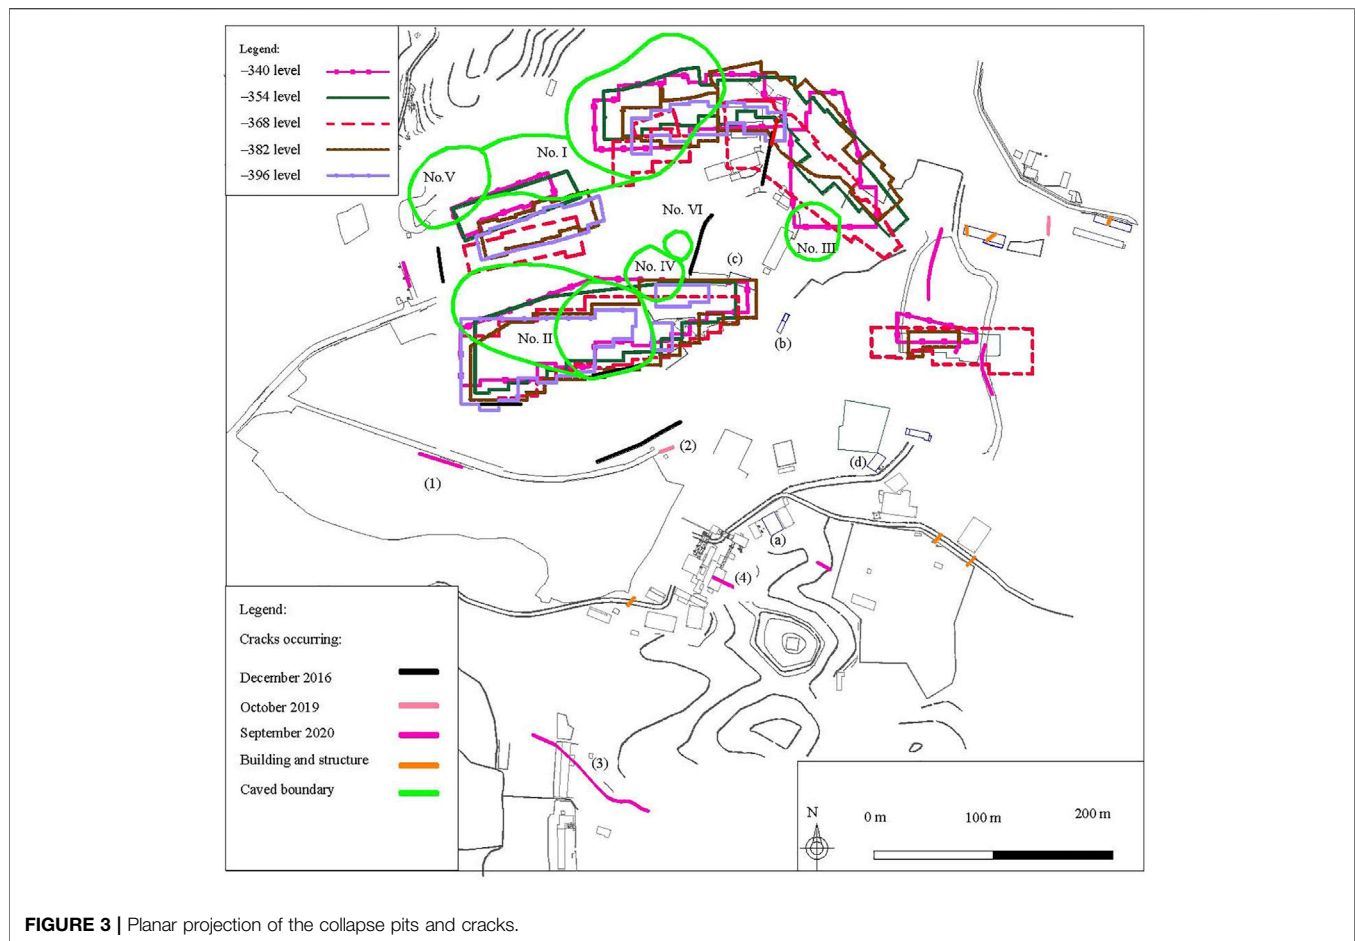 Legend:
–340 level
–354 level
–368 level
–382 level
–396 level
No. I
No.V
No. VI
No. III
No. IV
(c)
No. II
(b)
(2)
(1)
(d)
(a)
(4)
(3)
Legend:
Cracks occurring:
December 2016
October 2019
September 2020
Building and structure
Caved boundary
N
0 m 100 m 200 m
FIGURE 3 | Planar projection of the collapse pits and cracks.